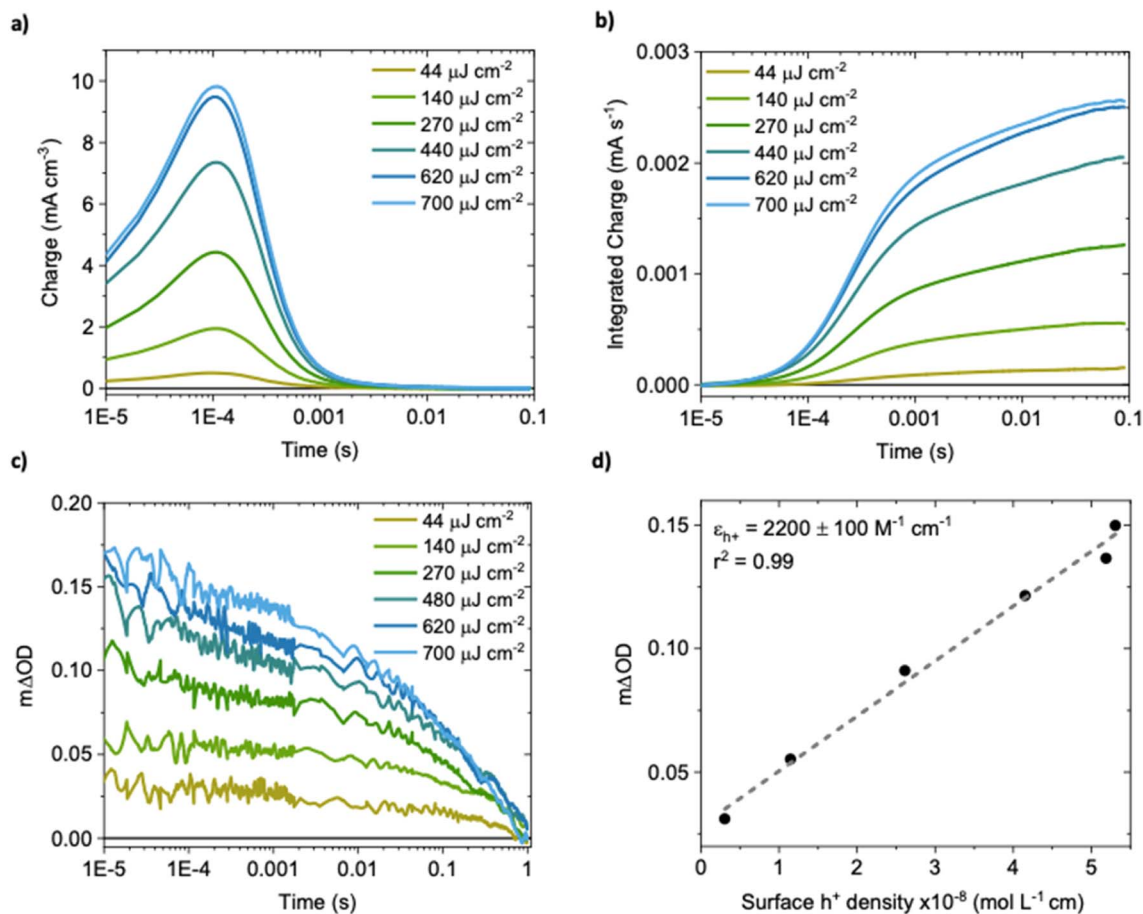 a)
Charge (mA cm⁻³)
10
8
6
4
2
0
44 μJ cm⁻²
140 μJ cm⁻²
270 μJ cm⁻²
440 μJ cm⁻²
620 μJ cm⁻²
700 μJ cm⁻²
1E-5 1E-4 0.001 0.01 0.1
Time (s)
b)
Integrated Charge (mA s⁻¹)
0.003
0.002
0.001
0.000
44 μJ cm⁻²
140 μJ cm⁻²
270 μJ cm⁻²
440 μJ cm⁻²
620 μJ cm⁻²
700 μJ cm⁻²
1E-5 1E-4 0.001 0.01 0.1
Time (s)
c)
mΔOD
0.20
0.15
0.10
0.05
0.00
44 μJ cm⁻²
140 μJ cm⁻²
270 μJ cm⁻²
480 μJ cm⁻²
620 μJ cm⁻²
700 μJ cm⁻²
1E-5 1E-4 0.001 0.01 0.1 1
Time (s)
d)
mΔOD
0.15
0.10
0.05
εh+ = 2200 ± 100 M⁻¹ cm⁻¹
r² = 0.99
0 1 2 3 4 5
Surface h⁺ density x10⁻⁸ (mol L⁻¹ cm)